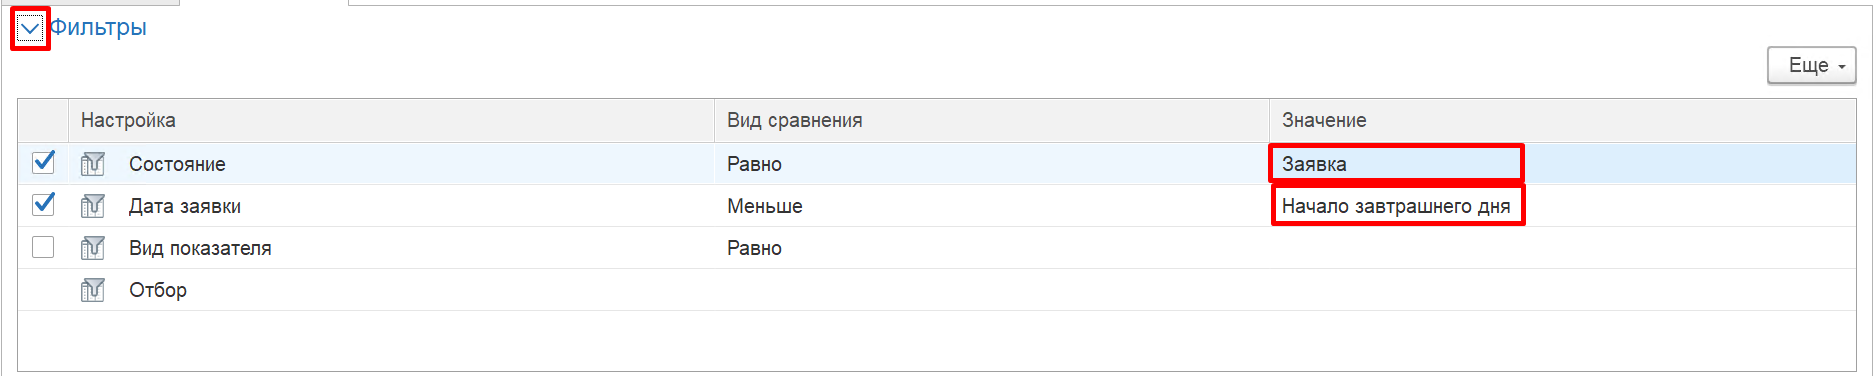 Фильтры
Еще
Настройка Вид сравнения Значение
Состояние Равно Заявка
Дата заявки Меньше Начало завтрашнего дня
Вид показателя Равно
Отбор